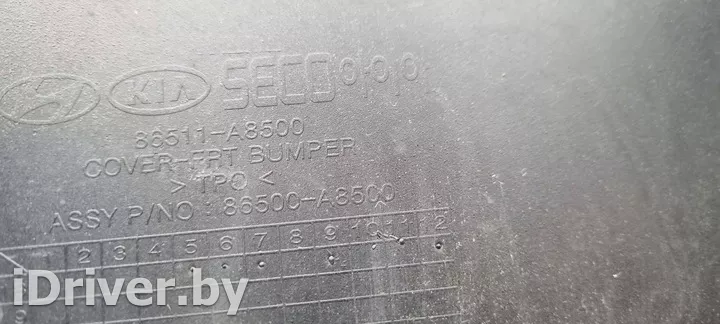 KIA SECO
86511-A8500
COVER-FRT BUMPER
> TPO <
ASSY P/NO : 86500-A8500
1 2 3 4 5 6 7 8 9 10 11 12
iDriver.by